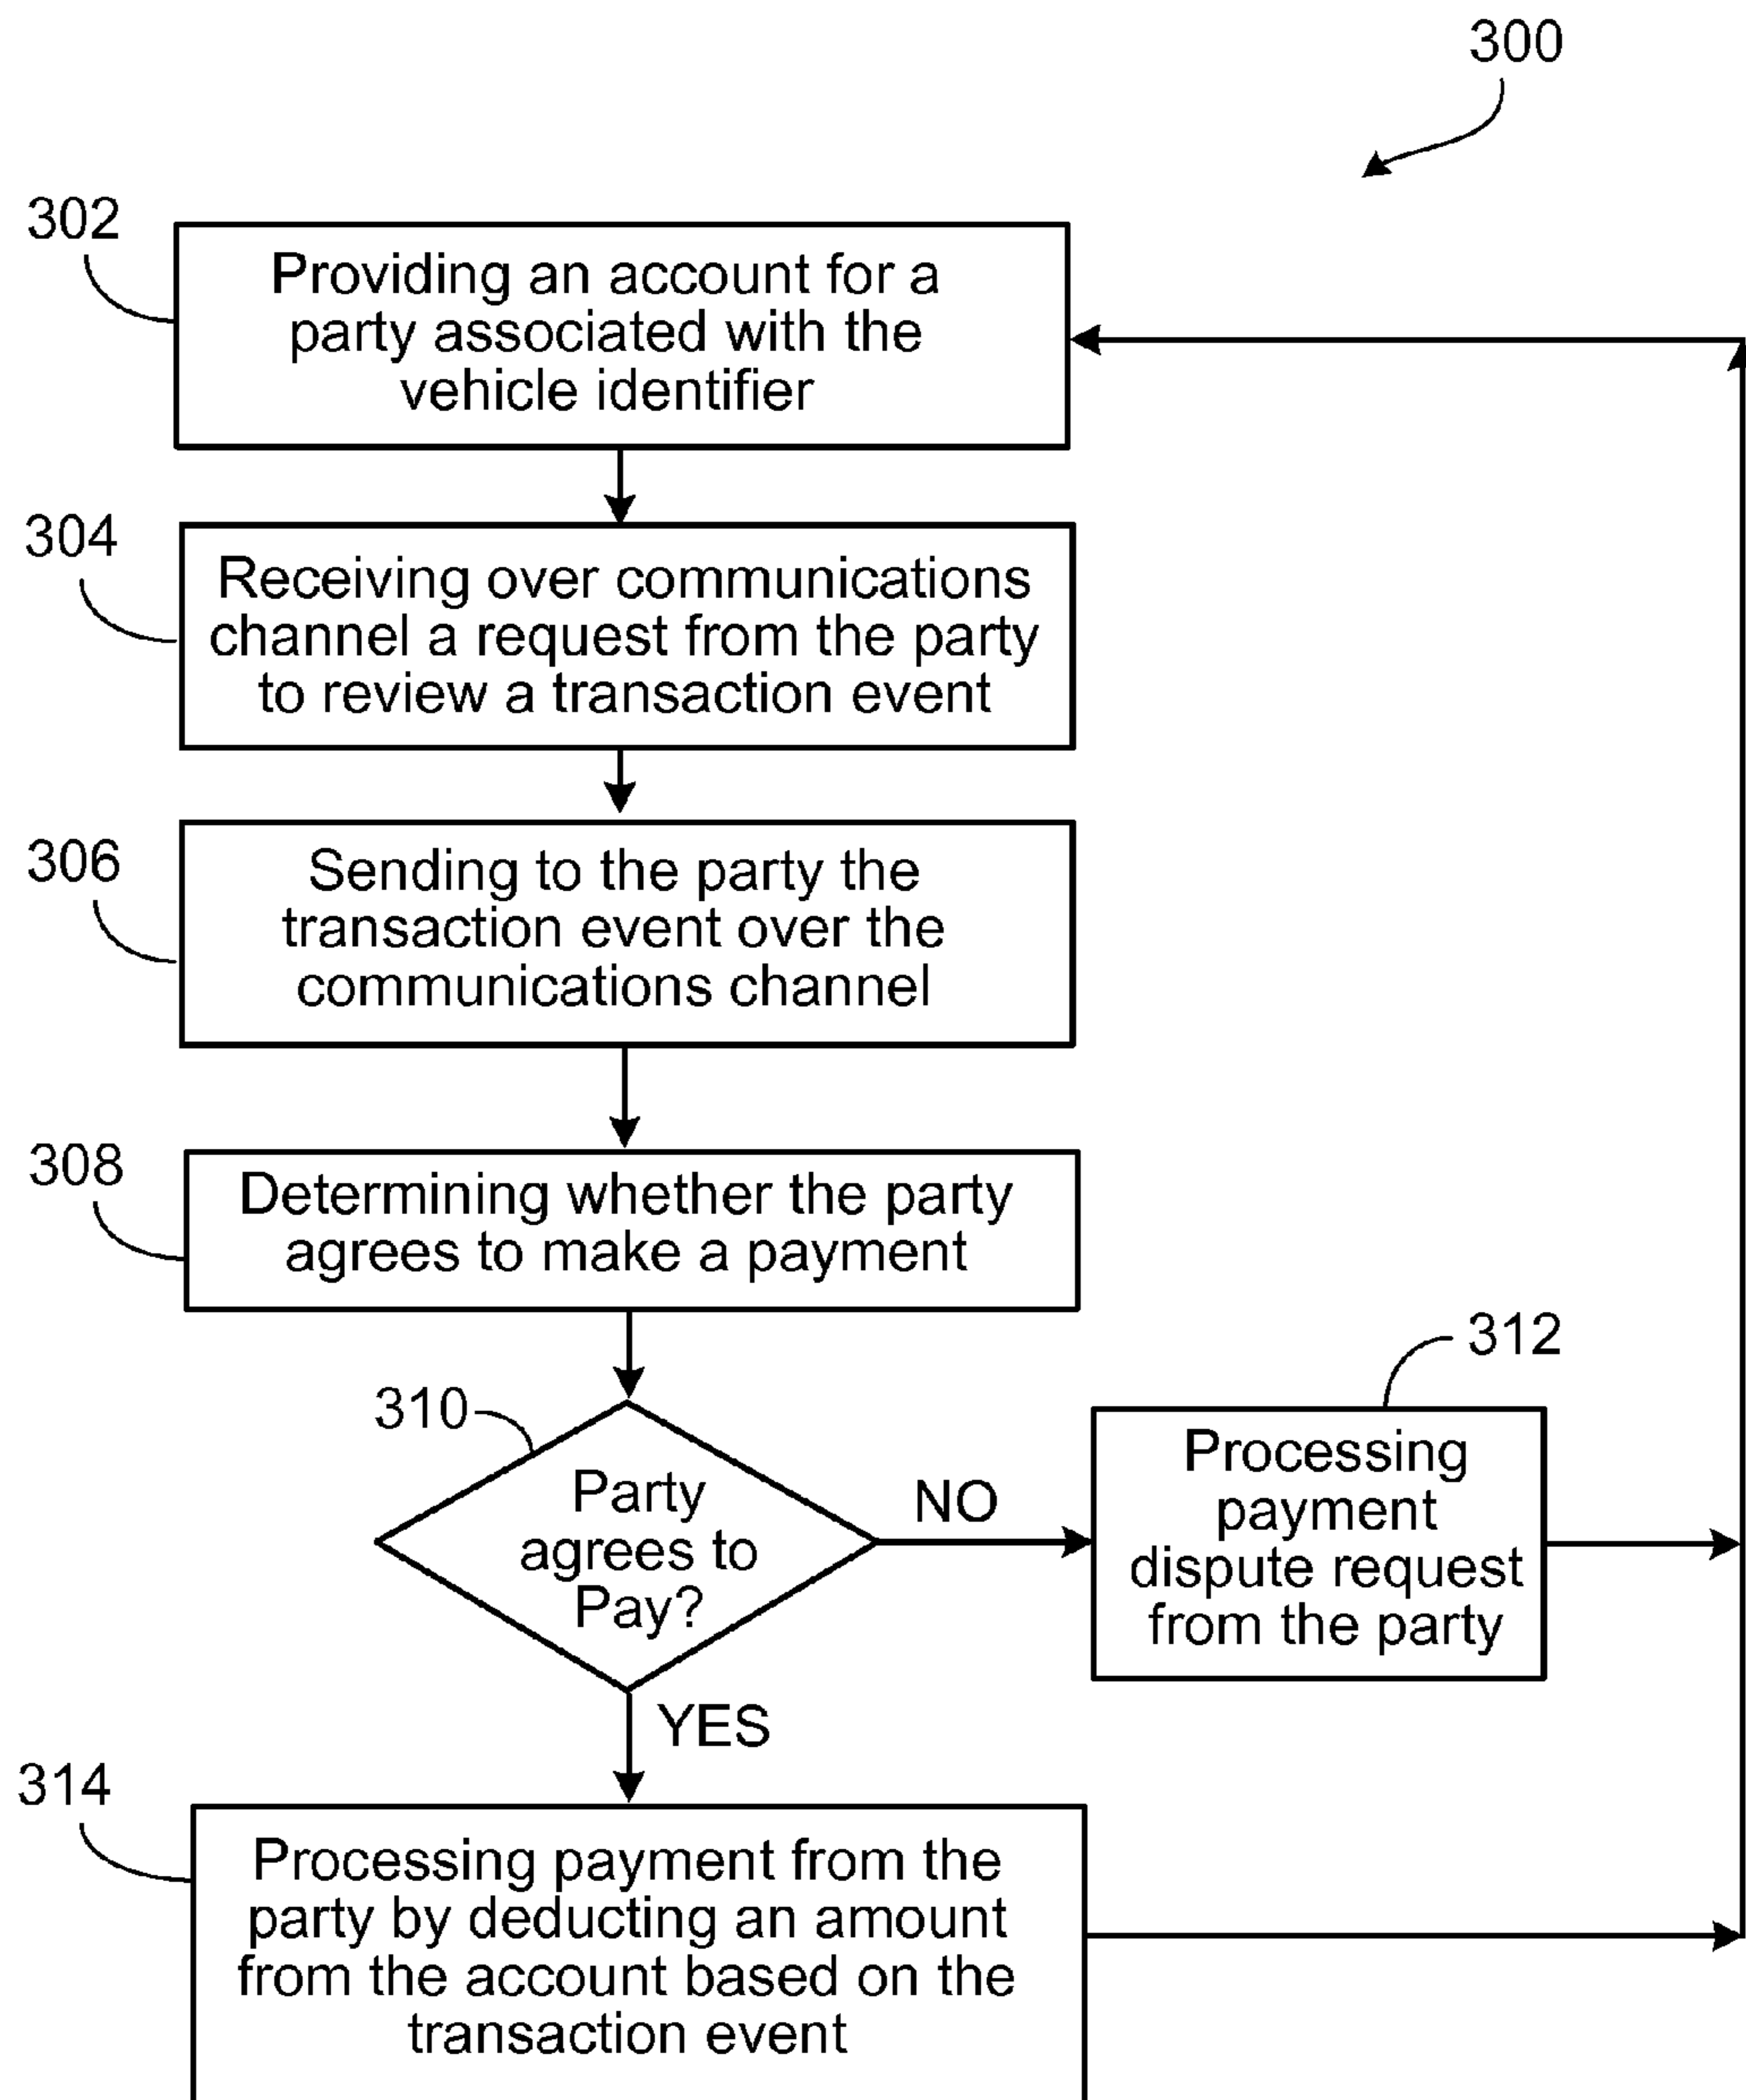 300
302
Providing an account for a
party associated with the
vehicle identifier
304
Receiving over communications
channel a request from the party
to review a transaction event
306
Sending to the party the
transaction event over the
communications channel
308
Determining whether the party
agrees to make a payment
310
Party
agrees to
Pay?
NO
312
Processing
payment
dispute request
from the party
YES
314
Processing payment from the
party by deducting an amount
from the account based on the
transaction event